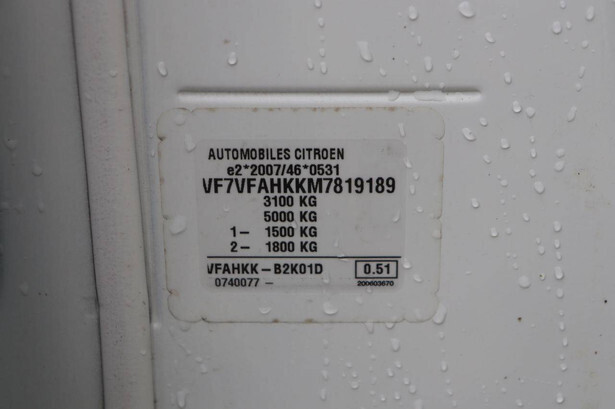 AUTOMOBILES CITROEN
e2*2007/46*0531
VF7VFAHKKM7819189
3100 KG
5000 KG
1- 1500 KG
2- 1800 KG
VFAHKK - B2K01D 0.51
0740077 - 200603670